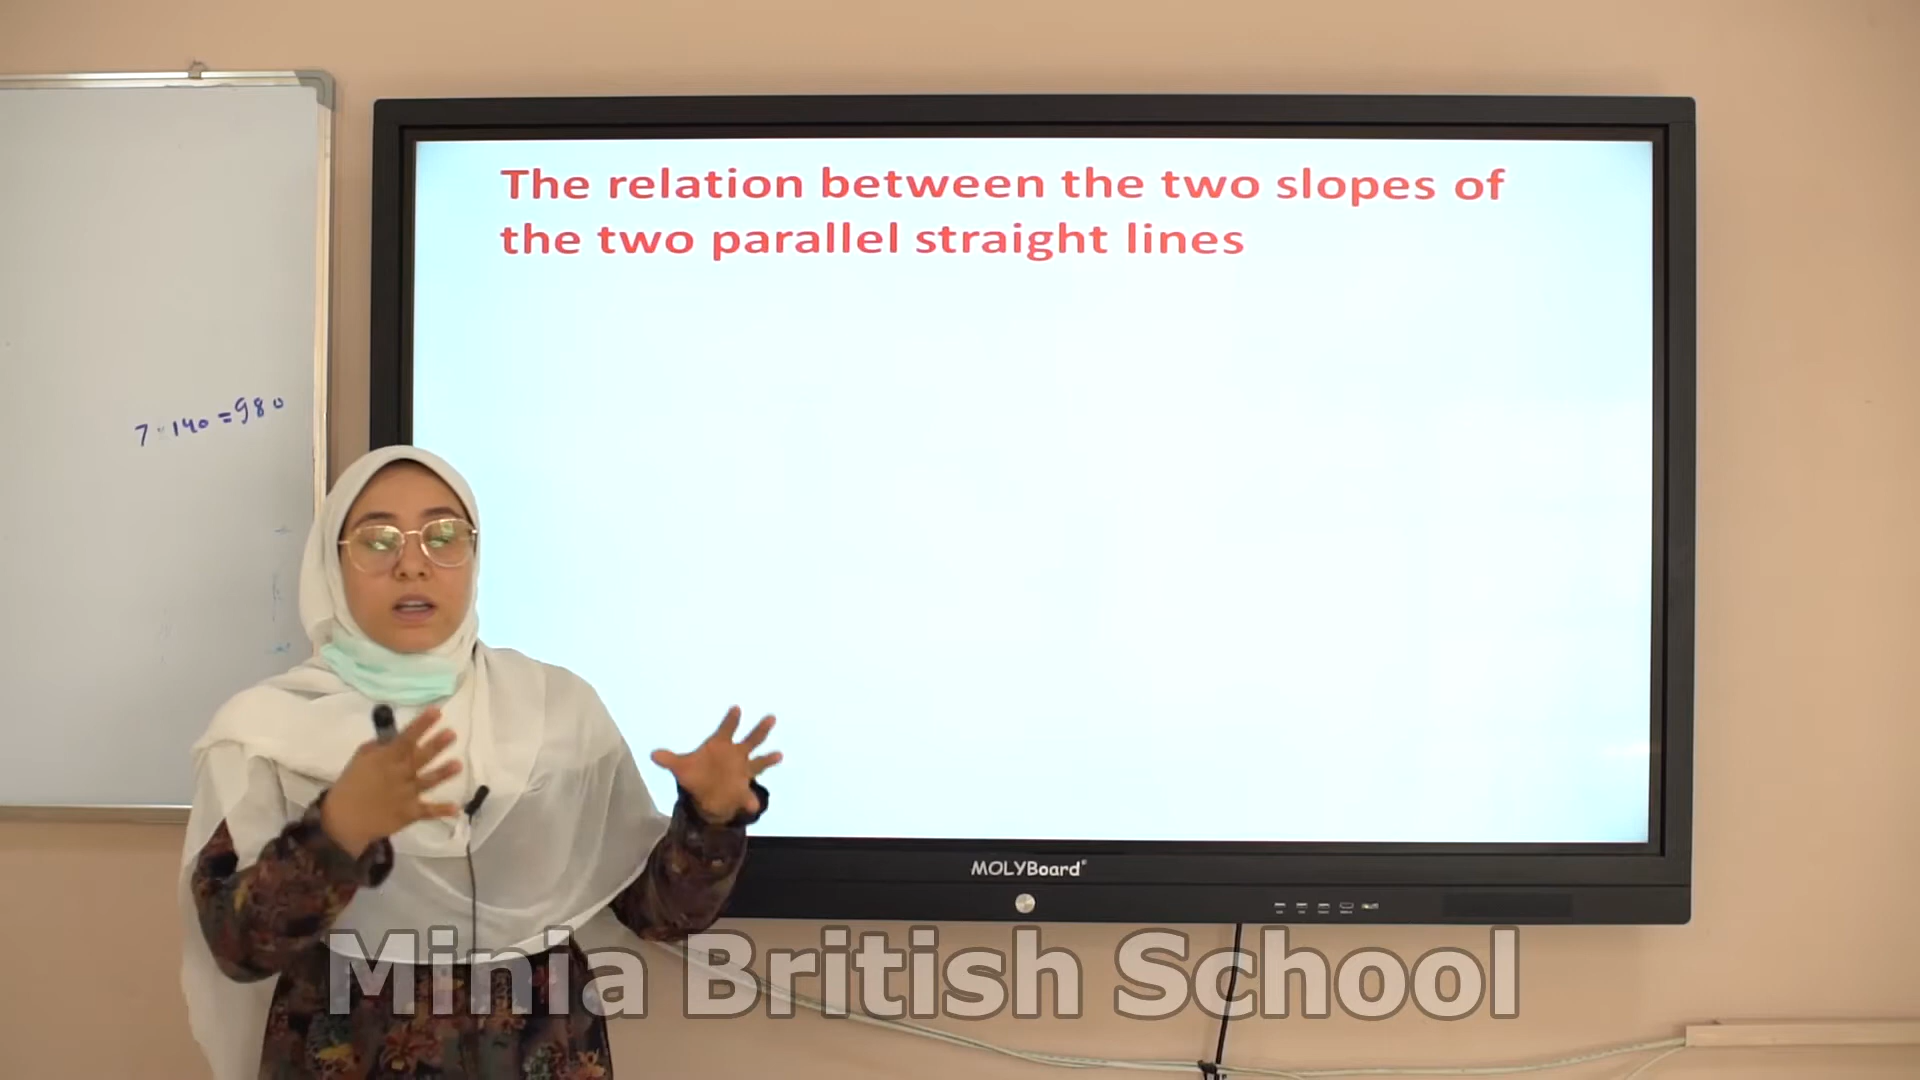 The relation between the two slopes of
the two parallel straight lines
7 × 140 = 980
MOLYBoard
Minia British School